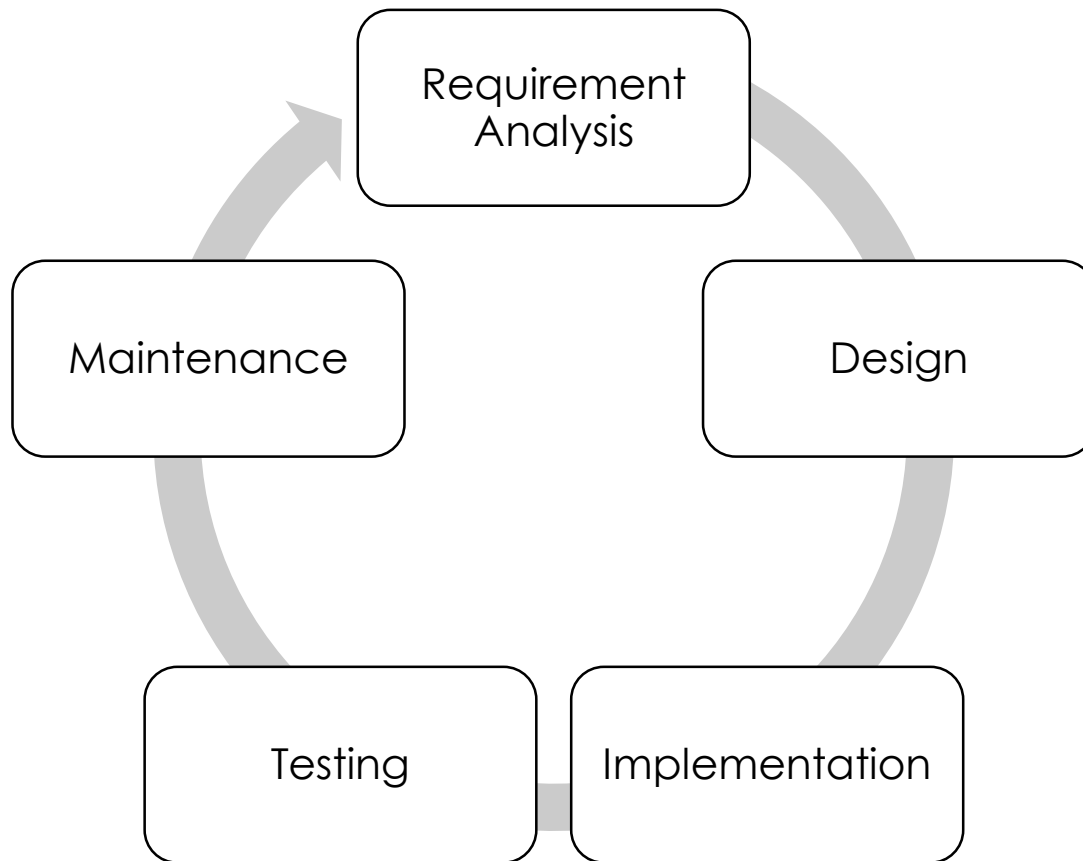 Requirement
Analysis
Design
Implementation
Testing
Maintenance